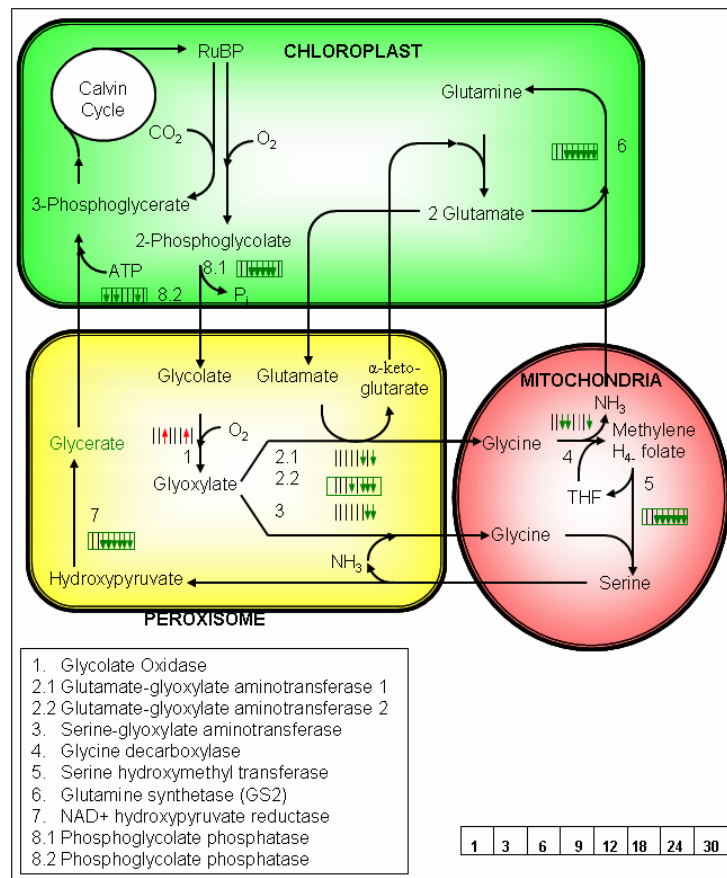 RuBP
CHLOROPLAST
Calvin
Cycle
Glutamine
CO2
O2
6
3-Phosphoglycerate
2 Glutamate
2-Phosphoglycolate
8.1
ATP
8.2
Pi
Glycolate
Glutamate
α-keto-
glutarate
MITOCHONDRIA
NH3
Glycerate
O2
1
2.1
Glycine
4
Methylene
H4- folate
Glyoxylate
2.2
5
THF
3
7
Glycine
NH3
Hydroxypyruvate
Serine
PEROXISOME
1. Glycolate Oxidase
2.1 Glutamate-glyoxylate aminotransferase 1
2.2 Glutamate-glyoxylate aminotransferase 2
3. Serine-glyoxylate aminotransferase
4. Glycine decarboxylase
5. Serine hydroxymethyl transferase
6. Glutamine synthetase (GS2)
7. NAD+ hydroxypyruvate reductase
8.1 Phosphoglycolate phosphatase
8.2 Phosphoglycolate phosphatase
1 3 6 9 12 18 24 30